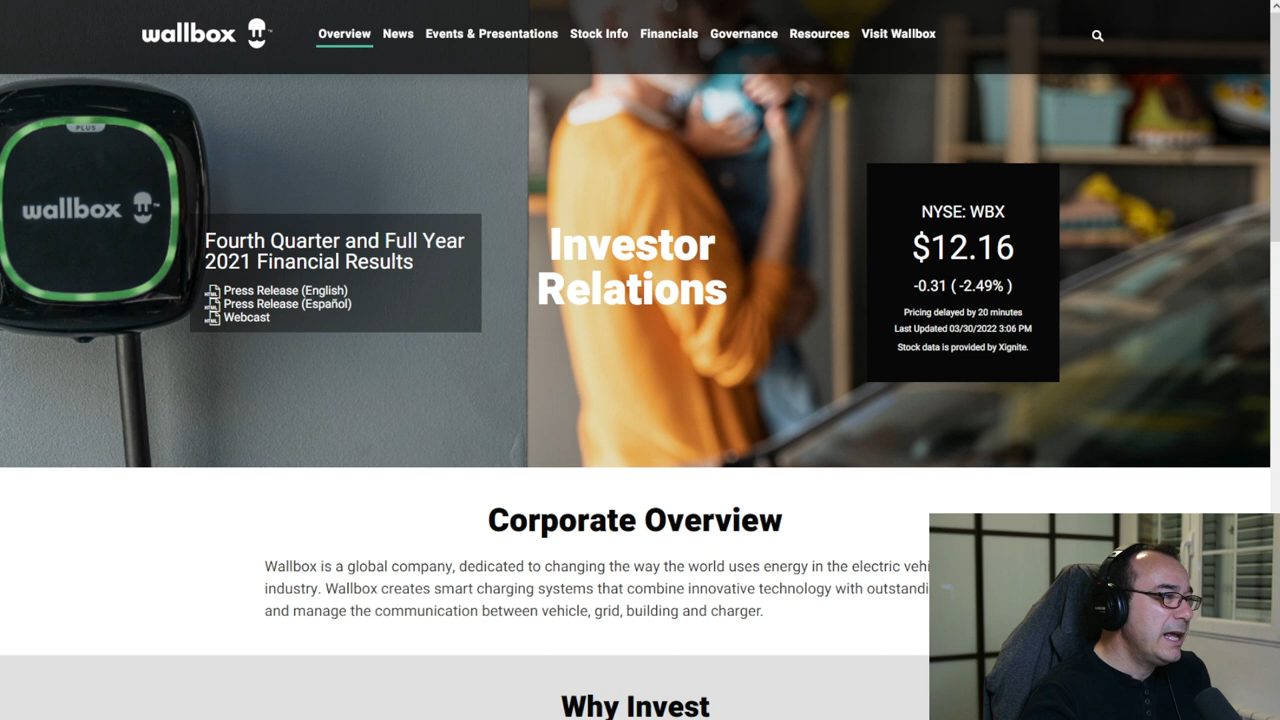 wallbox
Overview
News
Events & Presentations
Stock Info
Financials
Governance
Resources
Visit Wallbox
PLUS
wallbox
Fourth Quarter and Full Year
2021 Financial Results
Press Release (English)
Press Release (Español)
Webcast
Investor
Relations
NYSE: WBX
$12.16
-0.31 ( -2.49% )
Pricing delayed by 20 minutes
Last Updated 03/30/2022 3:06 PM
Stock data is provided by Xignite.
Corporate Overview
Wallbox is a global company, dedicated to changing the way the world uses energy in the electric vehi
industry. Wallbox creates smart charging systems that combine innovative technology with outstandi
and manage the communication between vehicle, grid, building and charger.
Why Invest